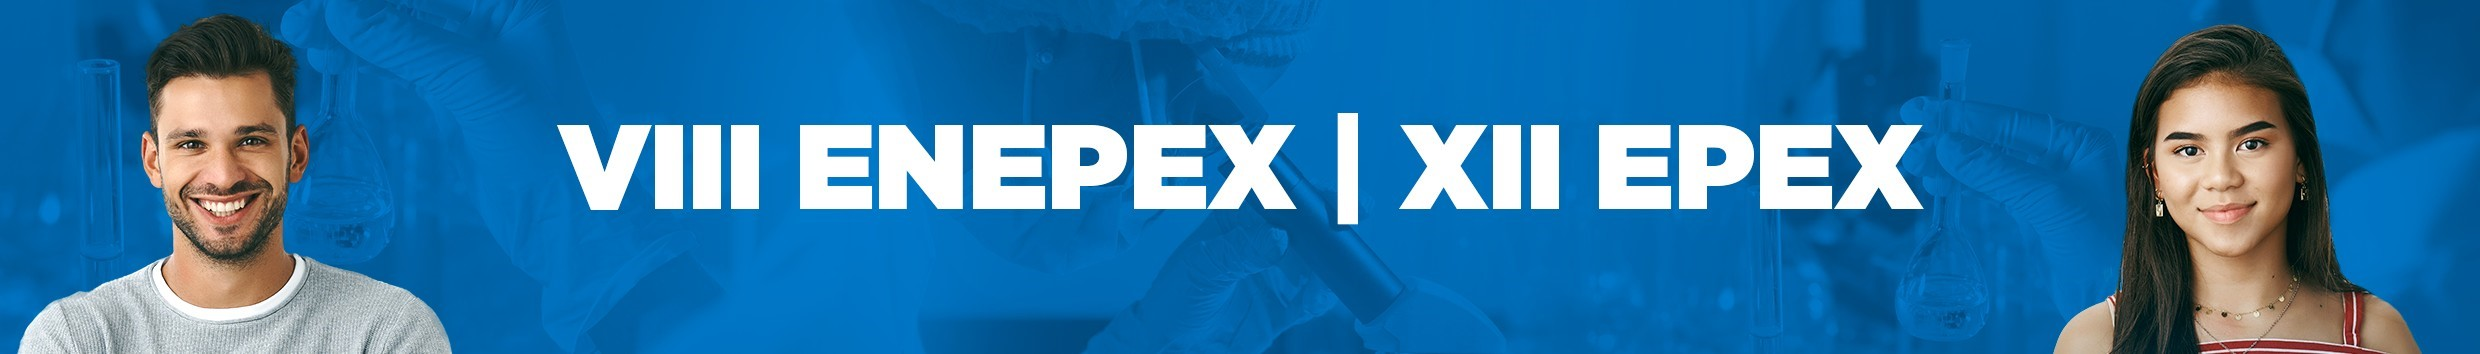 VIII ENEPEX | XII EPEX